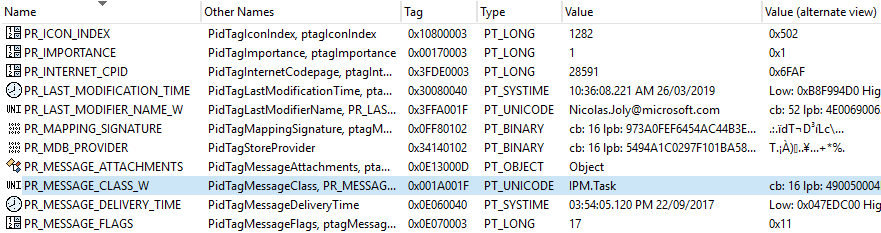 Name Other Names Tag Type Value Value (alternate view)
PR_ICON_INDEX PidTagIconIndex, ptagIconIndex 0x10800003 PT_LONG 1282 0x502
PR_IMPORTANCE PidTagImportance, ptagImportance 0x00170003 PT_LONG 1 0x1
PR_INTERNET_CPID PidTagInternetCodepage, ptagInt... 0x3FDE0003 PT_LONG 28591 0x6FAF
PR_LAST_MODIFICATION_TIME PidTagLastModificationTime, pta... 0x30080040 PT_SYSTIME 10:36:08.221 AM 26/03/2019 Low: 0xB8F994D0 Hig
UNI PR_LAST_MODIFIER_NAME_W PidTagLastModifierName, PR_LAS... 0x3FFA001F PT_UNICODE Nicolas.Joly@microsoft.com cb: 52 lpb: 4E0069006
PR_MAPPING_SIGNATURE PidTagMappingSignature, ptagM... 0x0FF80102 PT_BINARY cb: 16 lpb: 973A0FEF6454AC44B3E...
PR_MDB_PROVIDER PidTagStoreProvider 0x34140102 PT_BINARY cb: 16 lpb: 5494A1C0297F101BA58...
PR_MESSAGE_ATTACHMENTS PidTagMessageAttachments, pta... 0x0E13000D PT_OBJECT Object
UNI PR_MESSAGE_CLASS_W PidTagMessageClass, PR_MESSAG... 0x001A001F PT_UNICODE IPM.Task cb: 16 lpb: 490050004
PR_MESSAGE_DELIVERY_TIME PidTagMessageDeliveryTime 0x0E060040 PT_SYSTIME 03:54:05.120 PM 22/09/2017 Low: 0x047EDC00 Hig
PR_MESSAGE_FLAGS PidTagMessageFlags, ptagMessa... 0x0E070003 PT_LONG 17 0x11